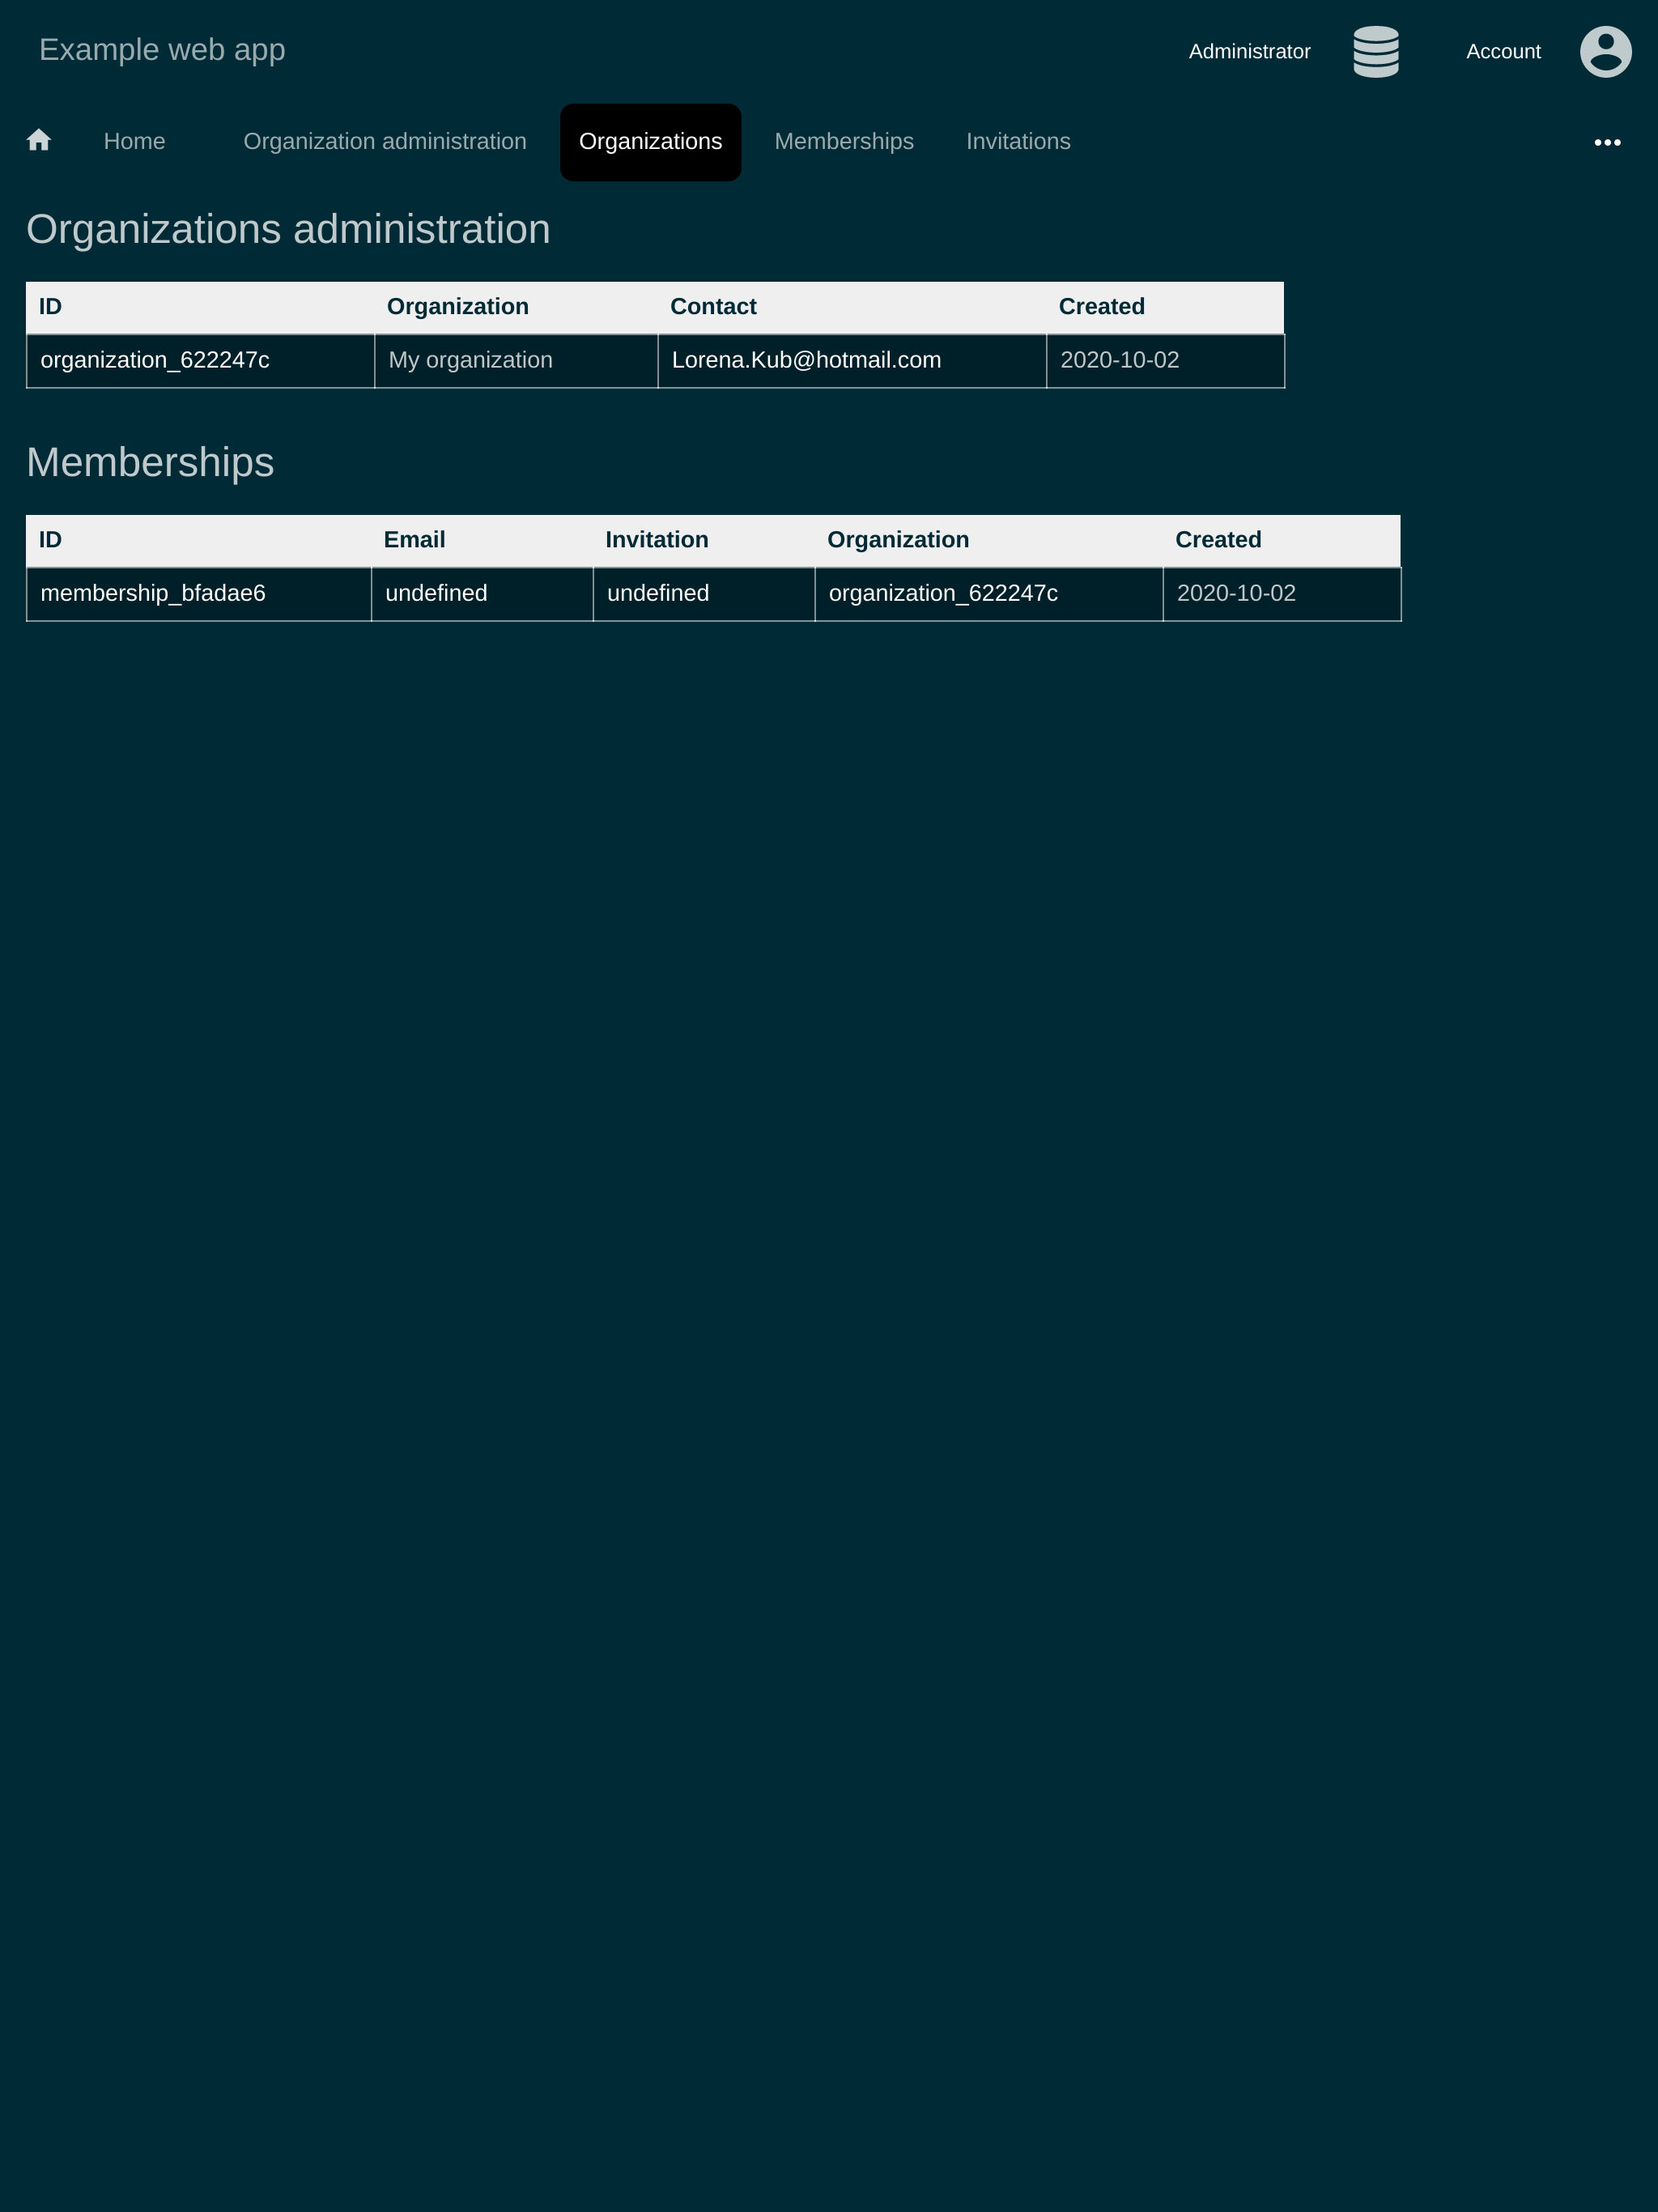 Example web app Administrator Account
Home Organization administration Organizations Memberships Invitations
Organizations administration
ID Organization Contact Created
organization_622247c My organization Lorena.Kub@hotmail.com 2020-10-02
Memberships
ID Email Invitation Organization Created
membership_bfadae6 undefined undefined organization_622247c 2020-10-02